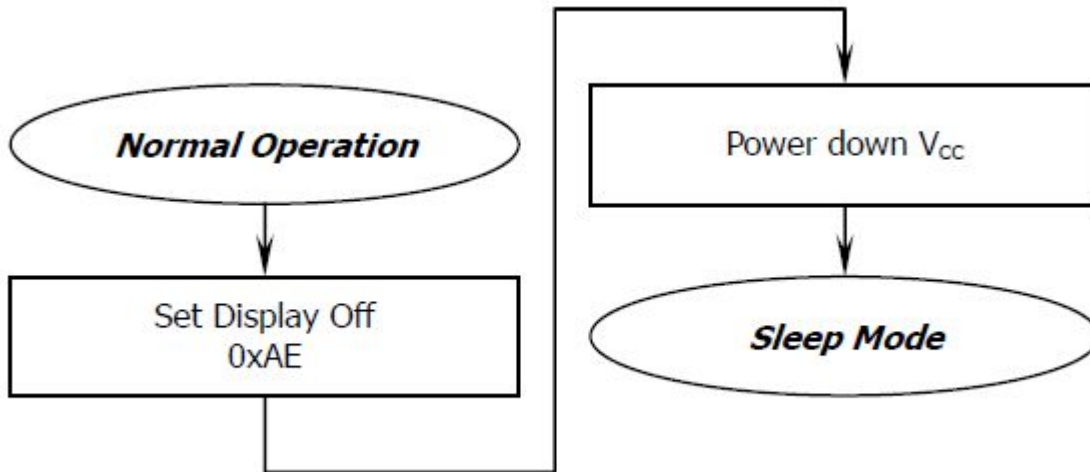 Normal Operation
Set Display Off
0xAE
Power down Vcc
Sleep Mode